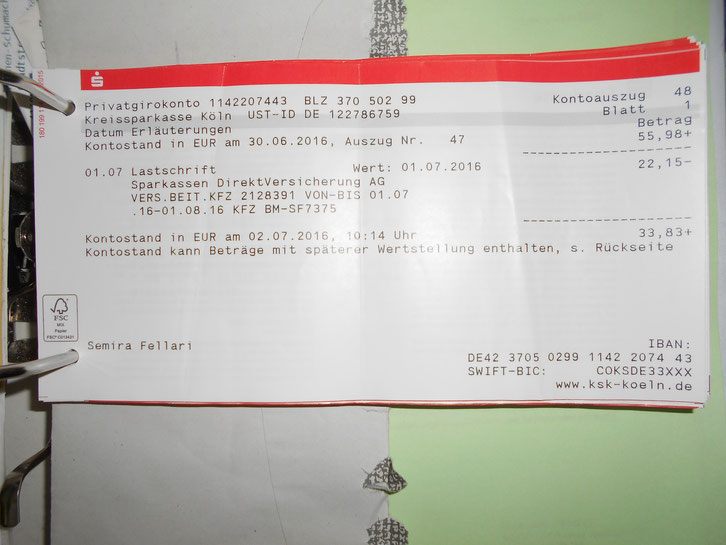 Privatgirokonto 1142207443 BLZ 370 502 99 Kontoauszug 48
Kreissparkasse Köln UST-ID DE 122786759 Blatt 1
Datum Erläuterungen Betrag
Kontostand in EUR am 30.06.2016, Auszug Nr. 47 55,98+
01.07 Lastschrift Wert: 01.07.2016 22,15-
Sparkassen DirektVersicherung AG
VERS.BEIT.KFZ 2128391 VON-BIS 01.07
.16-01.08.16 KFZ BM-SF7375
Kontostand in EUR am 02.07.2016, 10:14 Uhr 33,83+
Kontostand kann Beträge mit späterer Wertstellung enthalten, s. Rückseite
FSC
MIX
Papier
Semira Fellari
IBAN:
DE42 3705 0299 1142 2074 43
SWIFT-BIC: COKSDE33XXX
www.ksk-koeln.de